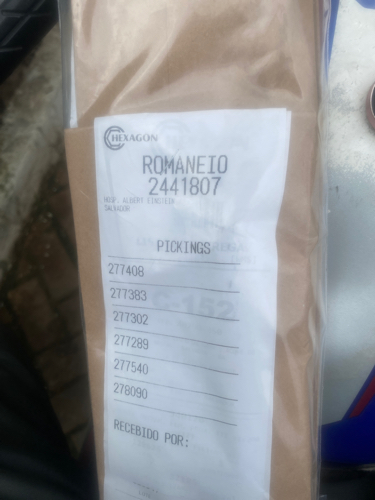 HEXAGON
ROMANEIO
2441807
HOSP. ALBERT EINSTEIN
SALVADOR
PICKINGS
277408
277383
277302
277289
277540
278090
RECEBIDO POR: